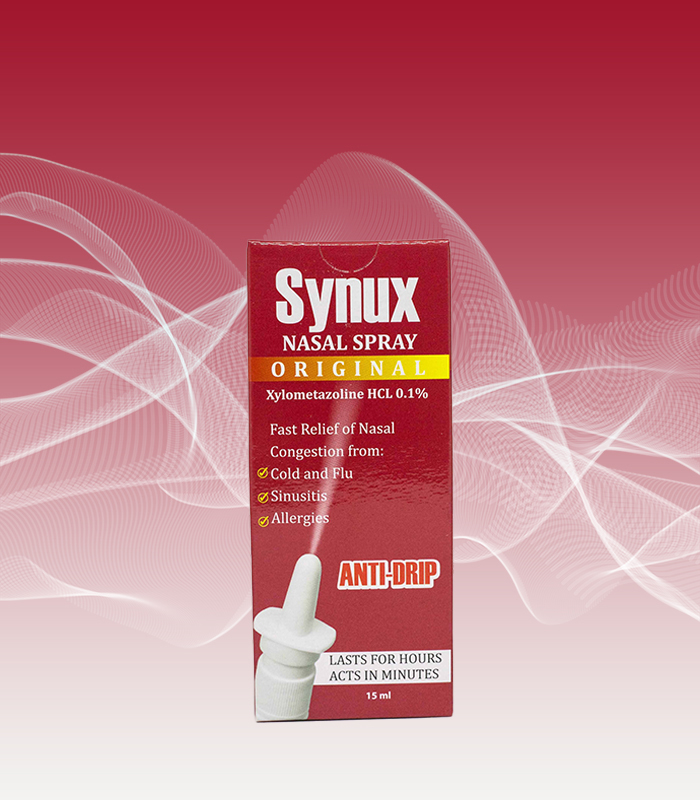 Synux
NASAL SPRAY
ORIGINAL
Xylometazoline HCL 0.1%
Fast Relief of Nasal
Congestion from:
Cold and Flu
Sinusitis
Allergies
ANTI-DRIP
LASTS FOR HOURS
ACTS IN MINUTES
15 ml